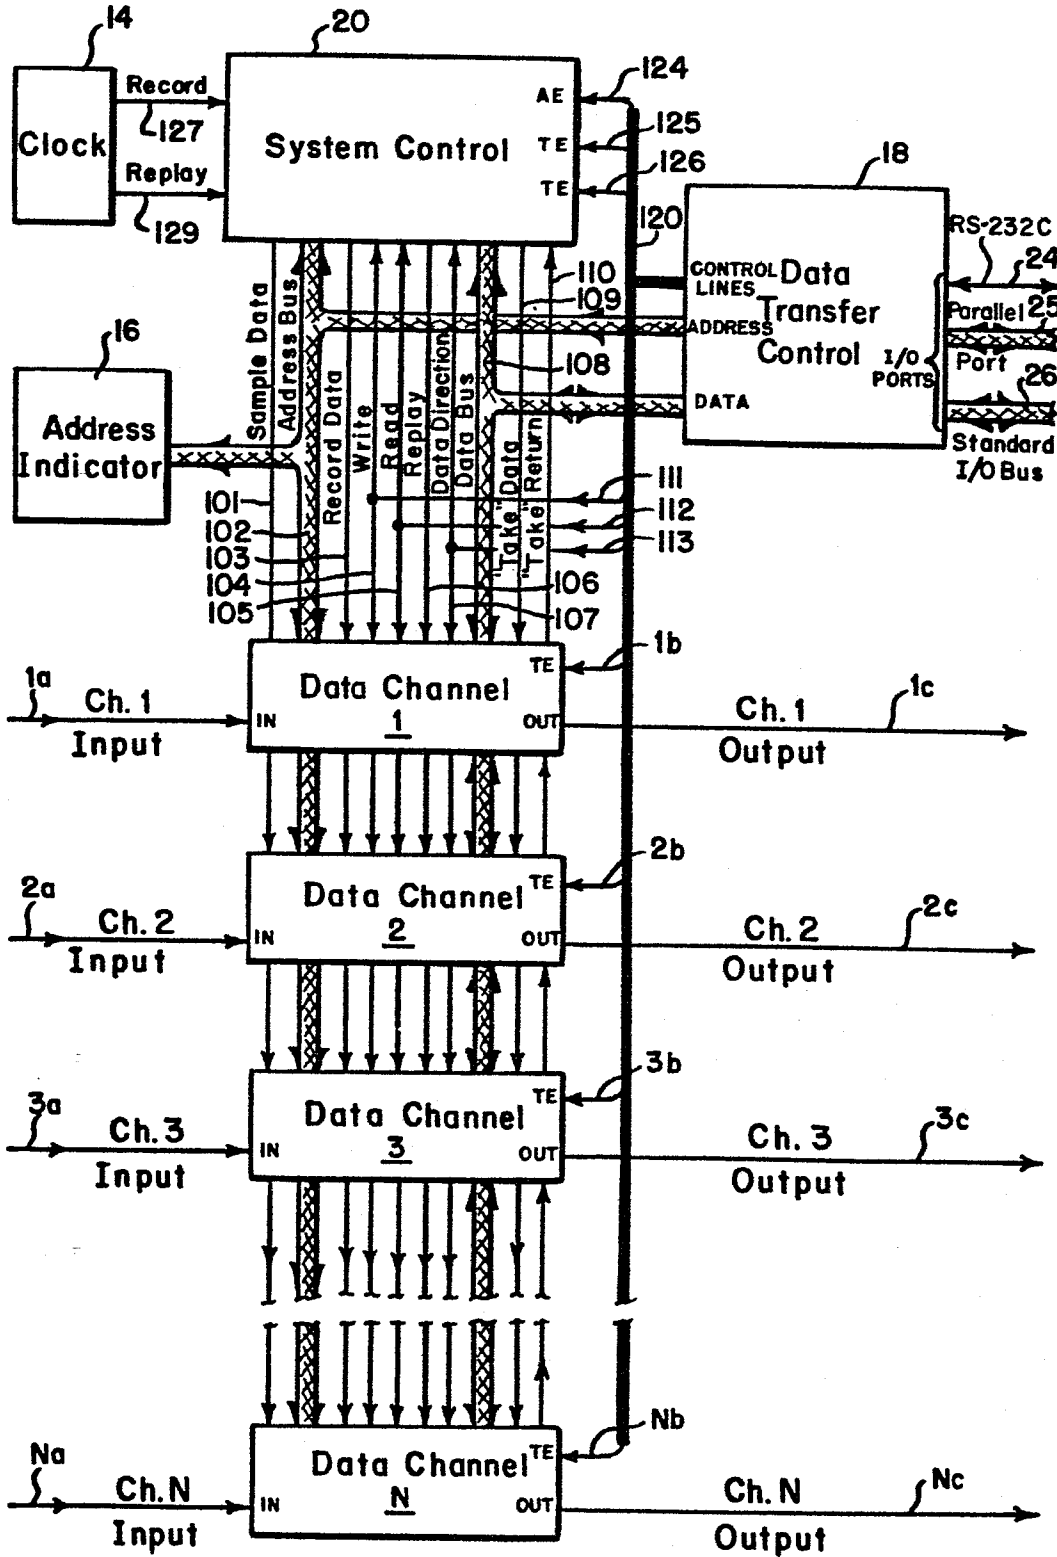 14
20
Clock
Record
127
Replay
129
System Control
AE
TE
TE
124
125
126
120
18
CONTROL
LINES
ADDRESS
DATA
Data
Transfer
Control
I/O
PORTS
RS-232C
24
Parallel
25
Port
26
Standard
I/O Bus
16
Address
Indicator
Sample Data
Address Bus
Record Data
Write
Read
Replay
Data Direction
Data Bus
"Take" Data
"Take" Return
110
109
108
111
112
113
101
102
103
104
105
106
107
1a
Ch. 1
Input
IN
Data Channel
1
TE
OUT
1b
Ch. 1
Output
1c
2a
Ch. 2
Input
IN
Data Channel
2
TE
OUT
2b
Ch. 2
Output
2c
3a
Ch. 3
Input
IN
Data Channel
3
TE
OUT
3b
Ch. 3
Output
3c
Na
Ch. N
Input
IN
Data Channel
N
TE
OUT
Nb
Ch. N
Output
Nc